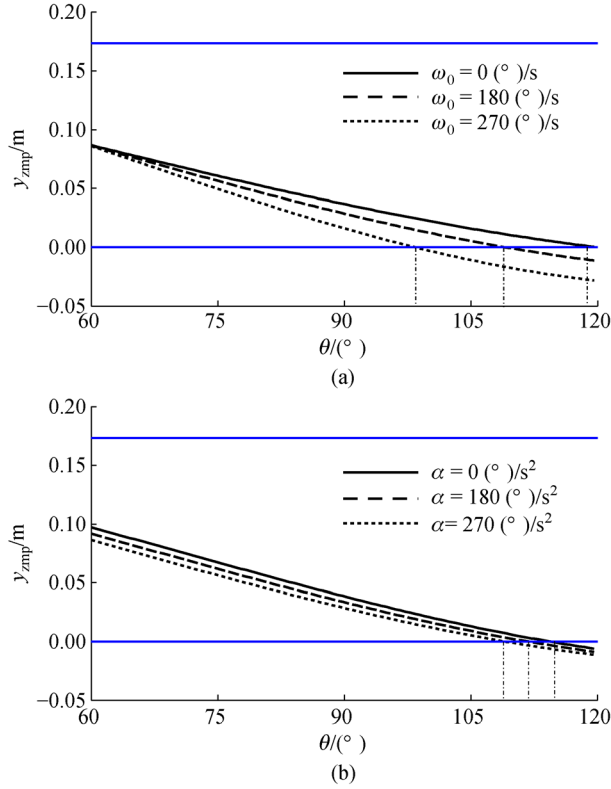 0.20
0.15
0.10
0.05
0.00
−0.05
y_zmp/m
ω₀ = 0 (° )/s
ω₀ = 180 (° )/s
ω₀ = 270 (° )/s
60 75 90 105 120
θ/(° )
(a)
0.20
0.15
0.10
0.05
0.00
−0.05
y_zmp/m
α = 0 (° )/s²
α = 180 (° )/s²
α= 270 (° )/s²
60 75 90 105 120
θ/(° )
(b)